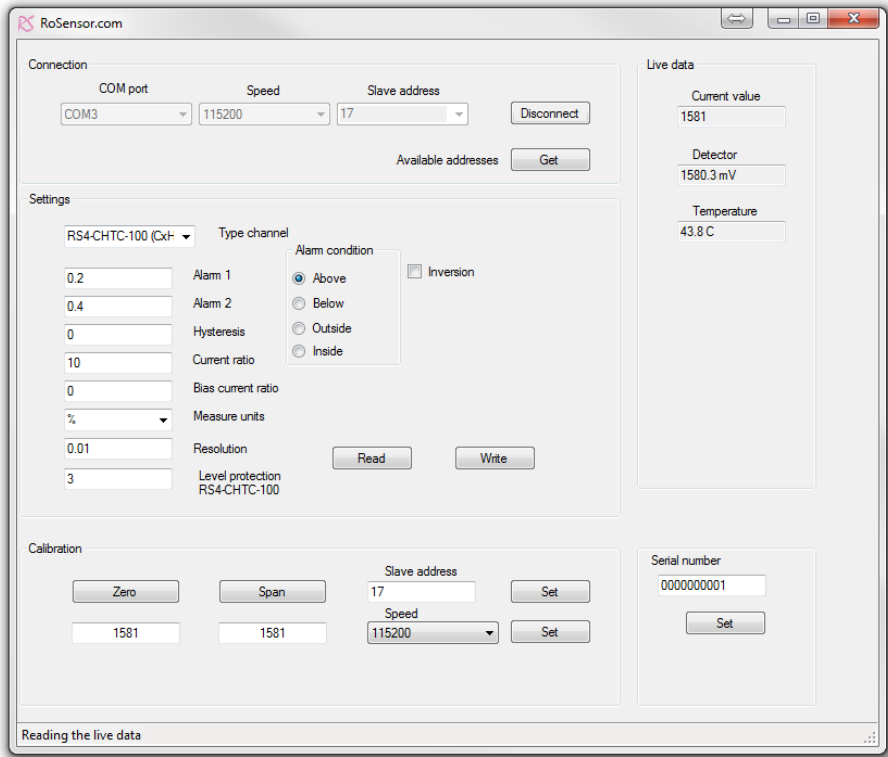 RoSensor.com
Connection
COM port Speed Slave address
COM3 115200 17 Disconnect
Available addresses Get
Live data
Current value
1581
Detector
1580.3 mV
Temperature
43.8 C
Settings
RS4-CHTC-100 (CxH Type channel
Alarm condition
0.2 Alarm 1 Above Inversion
0.4 Alarm 2 Below
0 Hysteresis Outside
10 Current ratio Inside
0 Bias current ratio
% Measure units
0.01 Resolution Read Write
3 Level protection
RS4-CHTC-100
Calibration
Slave address
Zero Span 17 Set
Speed
1581 1581 115200 Set
Serial number
0000000001
Set
Reading the live data